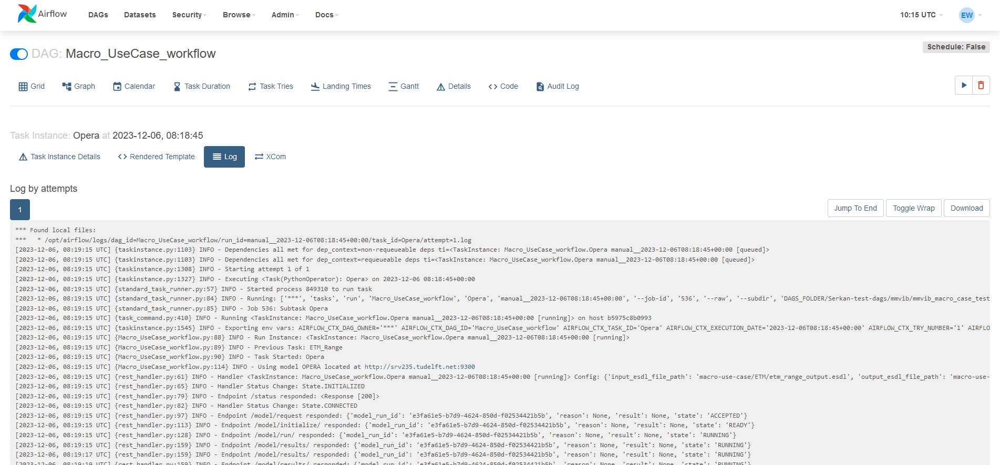 Airflow DAGs Datasets Security Browse Admin Docs 10:15 UTC EW
DAG: Macro_UseCase_workflow Schedule: False
Grid Graph Calendar Task Duration Task Tries Landing Times Gantt Details Code Audit Log
Task Instance: Opera at 2023-12-06, 08:18:45
Task Instance Details Rendered Template Log XCom
Log by attempts
1 Jump To End Toggle Wrap Download
*** Found local files:
***   * /opt/airflow/logs/dag_id=Macro_UseCase_workflow/run_id=manual__2023-12-06T08:18:45+00:00/task_id=Opera/attempt=1.log
[2023-12-06, 08:19:15 UTC] {taskinstance.py:1103} INFO - Dependencies all met for dep_context=non-requeueable deps ti=<TaskInstance: Macro_UseCase_workflow.Opera manual__2023-12-06T08:18:45+00:00 [queued]>
[2023-12-06, 08:19:15 UTC] {taskinstance.py:1103} INFO - Dependencies all met for dep_context=requeueable deps ti=<TaskInstance: Macro_UseCase_workflow.Opera manual__2023-12-06T08:18:45+00:00 [queued]>
[2023-12-06, 08:19:15 UTC] {taskinstance.py:1308} INFO - Starting attempt 1 of 1
[2023-12-06, 08:19:15 UTC] {taskinstance.py:1327} INFO - Executing <Task(PythonOperator): Opera> on 2023-12-06 08:18:45+00:00
[2023-12-06, 08:19:15 UTC] {standard_task_runner.py:57} INFO - Started process 849310 to run task
[2023-12-06, 08:19:15 UTC] {standard_task_runner.py:84} INFO - Running: ['***', 'tasks', 'run', 'Macro_UseCase_workflow', 'Opera', 'manual__2023-12-06T08:18:45+00:00', '--job-id', '536', '--raw', '--subdir', 'DAGS_FOLDER/Serkan-test-dags/mmvib/mmvib_macro_case_test
[2023-12-06, 08:19:15 UTC] {standard_task_runner.py:85} INFO - Job 536: Subtask Opera
[2023-12-06, 08:19:15 UTC] {task_command.py:410} INFO - Running <TaskInstance: Macro_UseCase_workflow.Opera manual__2023-12-06T08:18:45+00:00 [running]> on host b5975c8b0993
[2023-12-06, 08:19:15 UTC] {taskinstance.py:1545} INFO - Exporting env vars: AIRFLOW_CTX_DAG_OWNER='***' AIRFLOW_CTX_DAG_ID='Macro_UseCase_workflow' AIRFLOW_CTX_TASK_ID='Opera' AIRFLOW_CTX_EXECUTION_DATE='2023-12-06T08:18:45+00:00' AIRFLOW_CTX_TRY_NUMBER='1' AIRFLO
[2023-12-06, 08:19:15 UTC] {Macro_UseCase_workflow.py:88} INFO - Run Instance: <TaskInstance: Macro_UseCase_workflow.Opera manual__2023-12-06T08:18:45+00:00 [running]>
[2023-12-06, 08:19:15 UTC] {Macro_UseCase_workflow.py:89} INFO - Previous Task: ETM_Range
[2023-12-06, 08:19:15 UTC] {Macro_UseCase_workflow.py:90} INFO - Task Started: Opera
[2023-12-06, 08:19:15 UTC] {Macro_UseCase_workflow.py:114} INFO - Using model OPERA located at http://srv235.tudelft.net:9300
[2023-12-06, 08:19:15 UTC] {rest_handler.py:61} INFO - Handler <TaskInstance: Macro_UseCase_workflow.Opera manual__2023-12-06T08:18:45+00:00 [running]> Config: {'input_esdl_file_path': 'macro-use-case/ETM/etm_range_output.esdl', 'output_esdl_file_path': 'macro-use-
[2023-12-06, 08:19:15 UTC] {rest_handler.py:65} INFO - Handler Status Change: State.INITIALIZED
[2023-12-06, 08:19:15 UTC] {rest_handler.py:79} INFO - Endpoint /status responded: <Response [200]>
[2023-12-06, 08:19:15 UTC] {rest_handler.py:82} INFO - Handler Status Change: State.CONNECTED
[2023-12-06, 08:19:15 UTC] {rest_handler.py:97} INFO - Endpoint /model/request responded: {'model_run_id': 'e3fa61e5-b7d9-4624-850d-f02534421b5b', 'reason': None, 'result': None, 'state': 'ACCEPTED'}
[2023-12-06, 08:19:15 UTC] {rest_handler.py:113} INFO - Endpoint /model/initialize/ responded: {'model_run_id': 'e3fa61e5-b7d9-4624-850d-f02534421b5b', 'reason': None, 'result': None, 'state': 'READY'}
[2023-12-06, 08:19:15 UTC] {rest_handler.py:128} INFO - Endpoint /model/run/ responded: {'model_run_id': 'e3fa61e5-b7d9-4624-850d-f02534421b5b', 'reason': None, 'result': None, 'state': 'RUNNING'}
[2023-12-06, 08:19:15 UTC] {rest_handler.py:159} INFO - Endpoint /model/results/ responded: {'model_run_id': 'e3fa61e5-b7d9-4624-850d-f02534421b5b', 'reason': None, 'result': None, 'state': 'RUNNING'}
[2023-12-06, 08:19:17 UTC] {rest_handler.py:159} INFO - Endpoint /model/results/ responded: {'model_run_id': 'e3fa61e5-b7d9-4624-850d-f02534421b5b', 'reason': None, 'result': None, 'state': 'RUNNING'}
[2023-12-06, 08:19:19 UTC] {rest_handler.py:159} INFO - Endpoint /model/results/ responded: {'model_run_id': 'e3fa61e5-b7d9-4624-850d-f02534421b5b', 'reason': None, 'result': None, 'state': 'RUNNING'}